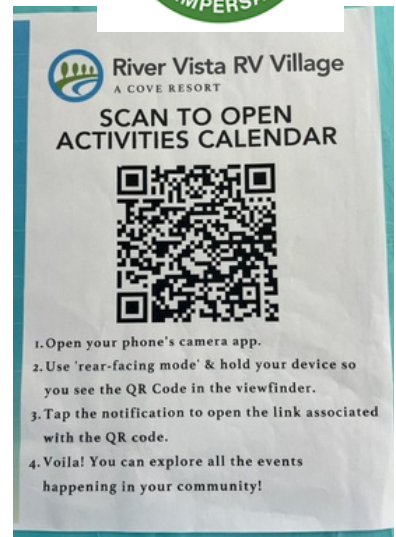 River Vista RV Village
A COVE RESORT
SCAN TO OPEN
ACTIVITIES CALENDAR
1. Open your phone's camera app.
2. Use 'rear-facing mode' & hold your device so
you see the QR Code in the viewfinder.
3. Tap the notification to open the link associated
with the QR code.
4. Voila! You can explore all the events
happening in your community!